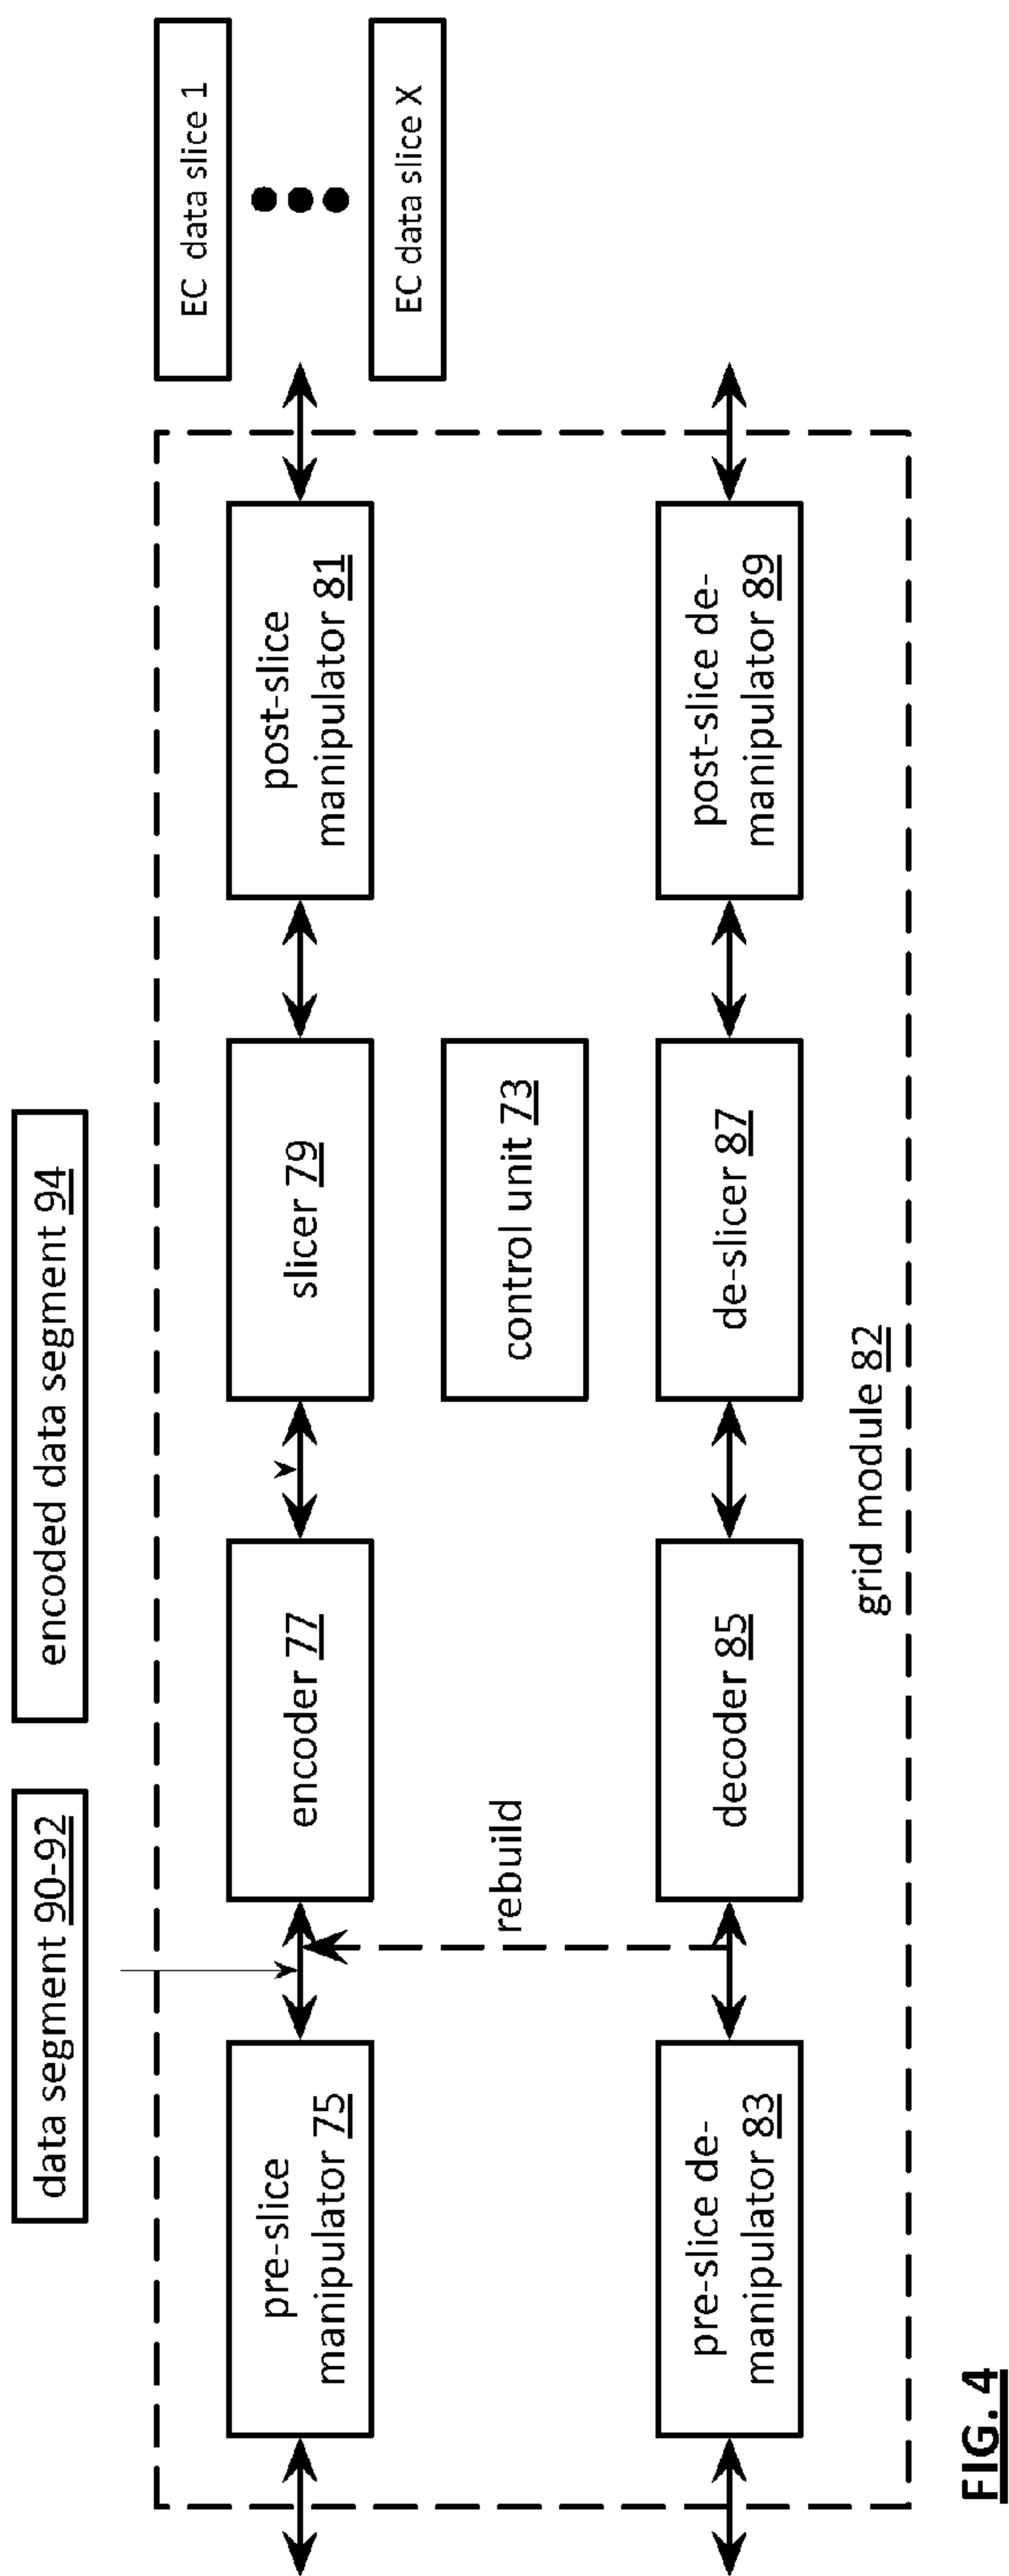 data segment 90-92
encoded data segment 94
EC data slice 1
EC data slice X
pre-slice
manipulator 75
encoder 77
slicer 79
post-slice
manipulator 81
rebuild
control unit 73
pre-slice de-
manipulator 83
decoder 85
de-slicer 87
post-slice de-
manipulator 89
grid module 82
FIG. 4